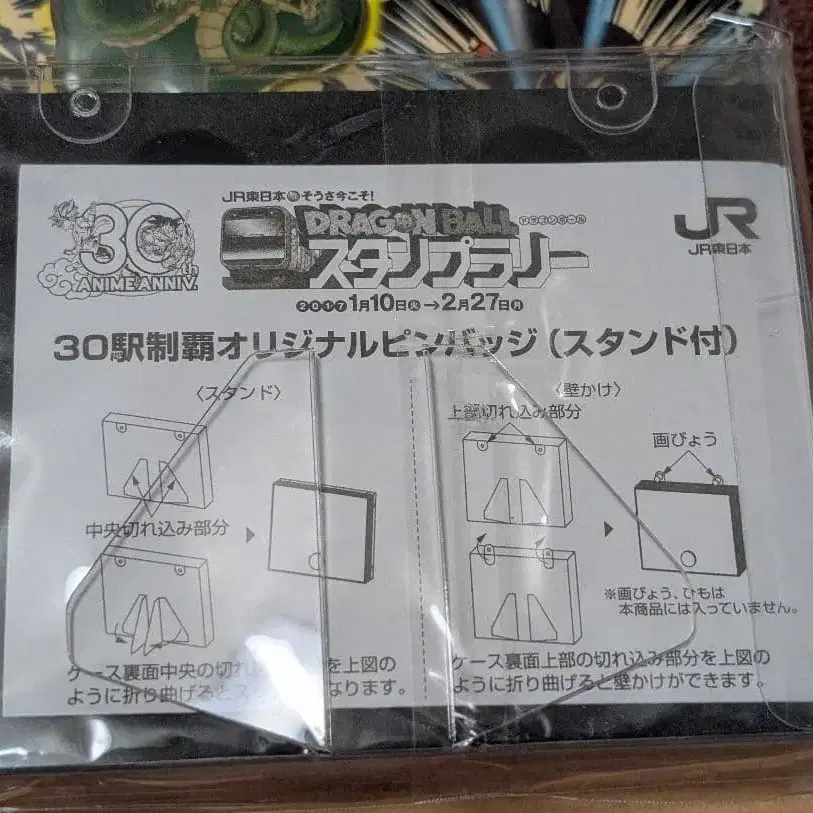 30th
ANIME ANNIV.
JR東日本 そうさ今こそ!
DRAGON BALL
ドラゴンボール
スタンプラリー
2017 1月10日火→2月27日月
JR
JR東日本
30駅制覇オリジナルピンバッジ(スタンド付)
〈スタンド〉
中央切れ込み部分
ケース裏面中央の切れ を上図の
ように折り曲げるとス なります。
〈壁かけ〉
上部切れ込み部分
画びょう
※画びょう、ひもは
本商品には入っていません。
ケース裏面上部の切れ込み部分を上図の
ように折り曲げると壁かけができます。